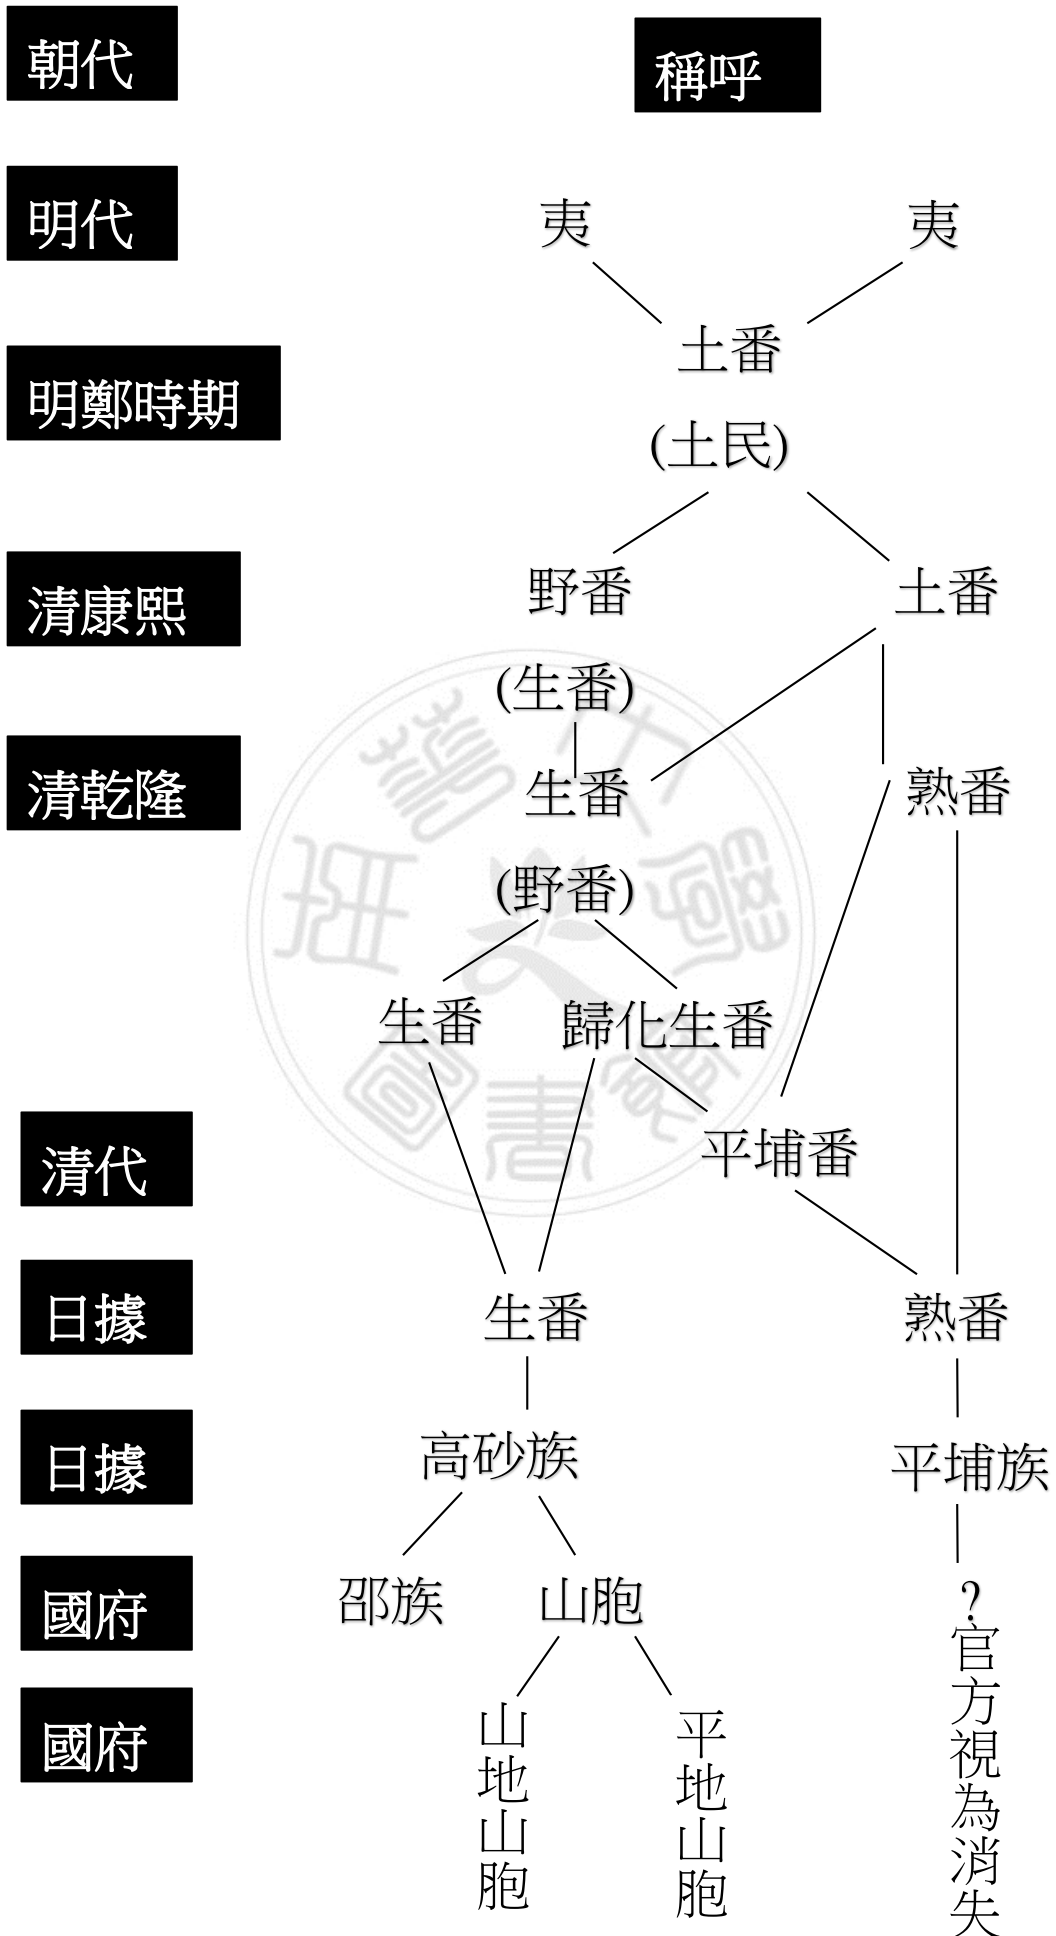 朝代
稱呼
明代
夷
夷
土番
明鄭時期
(土民)
清康熙
野番
土番
(生番)
清乾隆
生番
熟番
(野番)
生番
歸化生番
清代
平埔番
日據
生番
熟番
日據
高砂族
平埔族
國府
邵族
山胞
?官方視為消失
國府
山地山胞
平地山胞